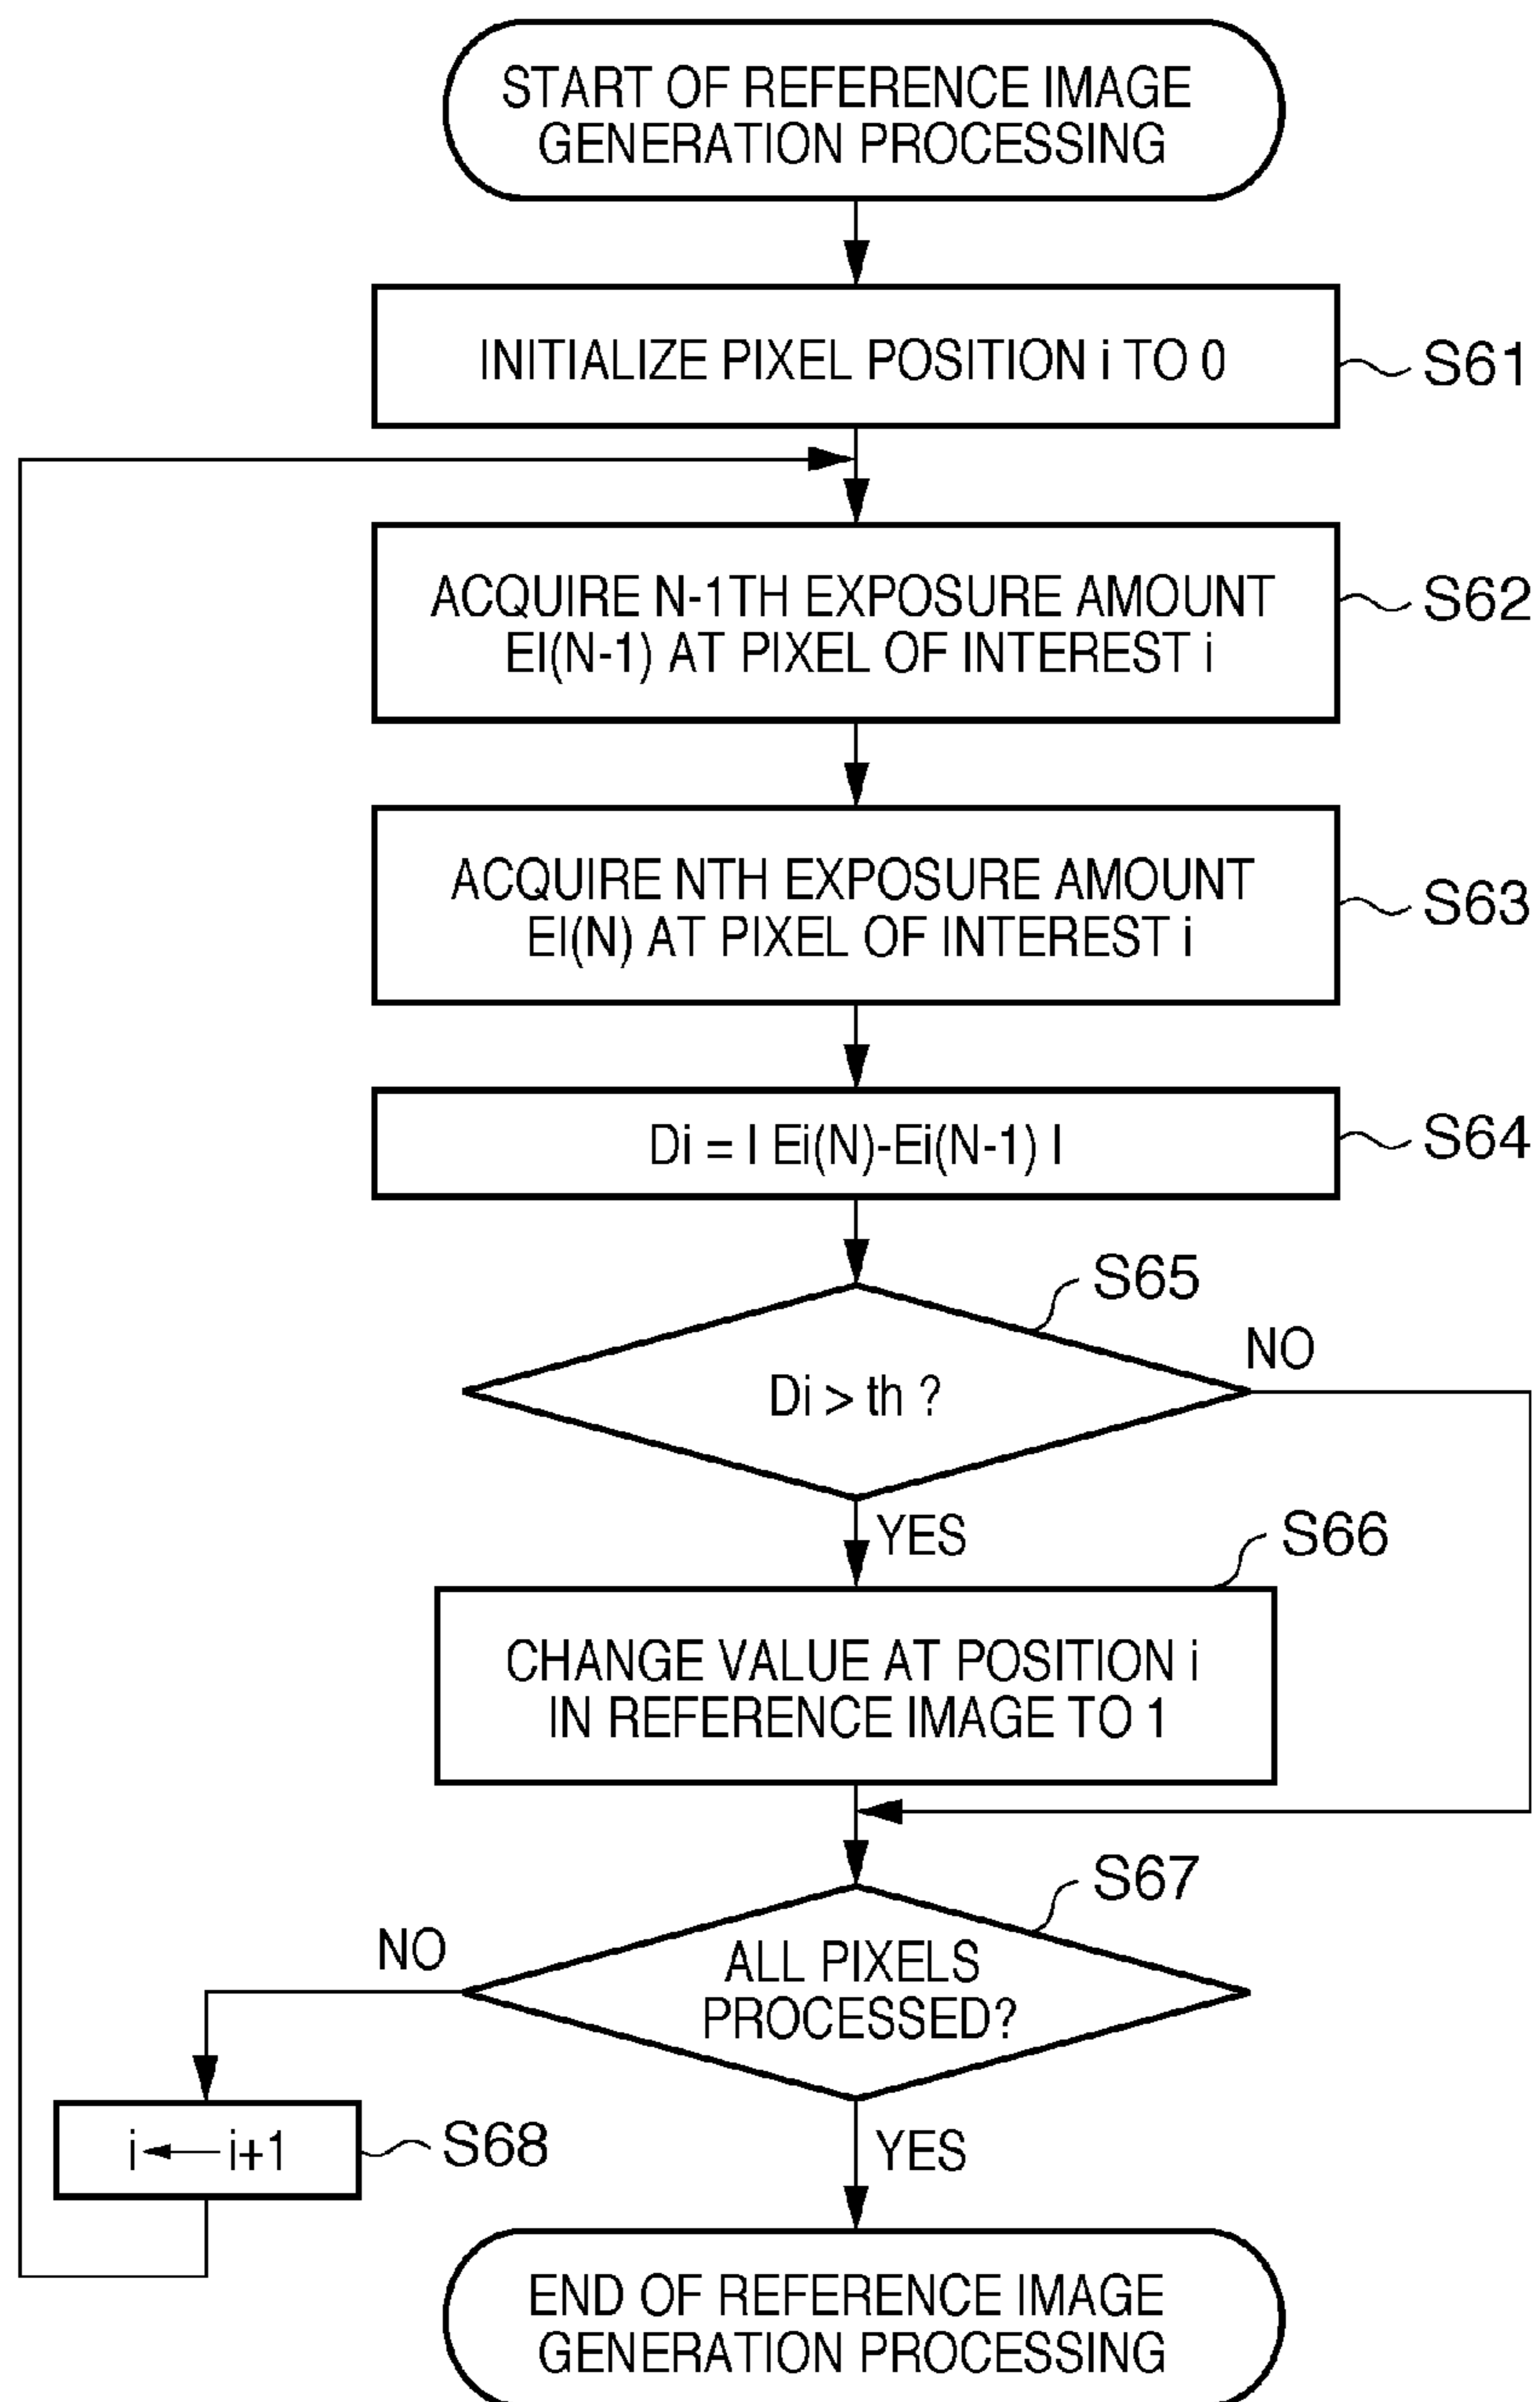 START OF REFERENCE IMAGE
GENERATION PROCESSING
INITIALIZE PIXEL POSITION i TO 0
S61
ACQUIRE N-1TH EXPOSURE AMOUNT
EI(N-1) AT PIXEL OF INTEREST i
S62
ACQUIRE NTH EXPOSURE AMOUNT
EI(N) AT PIXEL OF INTEREST i
S63
Di = | Ei(N)-Ei(N-1) |
S64
S65
Di > th ?
NO
YES
S66
CHANGE VALUE AT POSITION i
IN REFERENCE IMAGE TO 1
S67
ALL PIXELS
PROCESSED?
NO
i ← i+1
S68
YES
END OF REFERENCE IMAGE
GENERATION PROCESSING